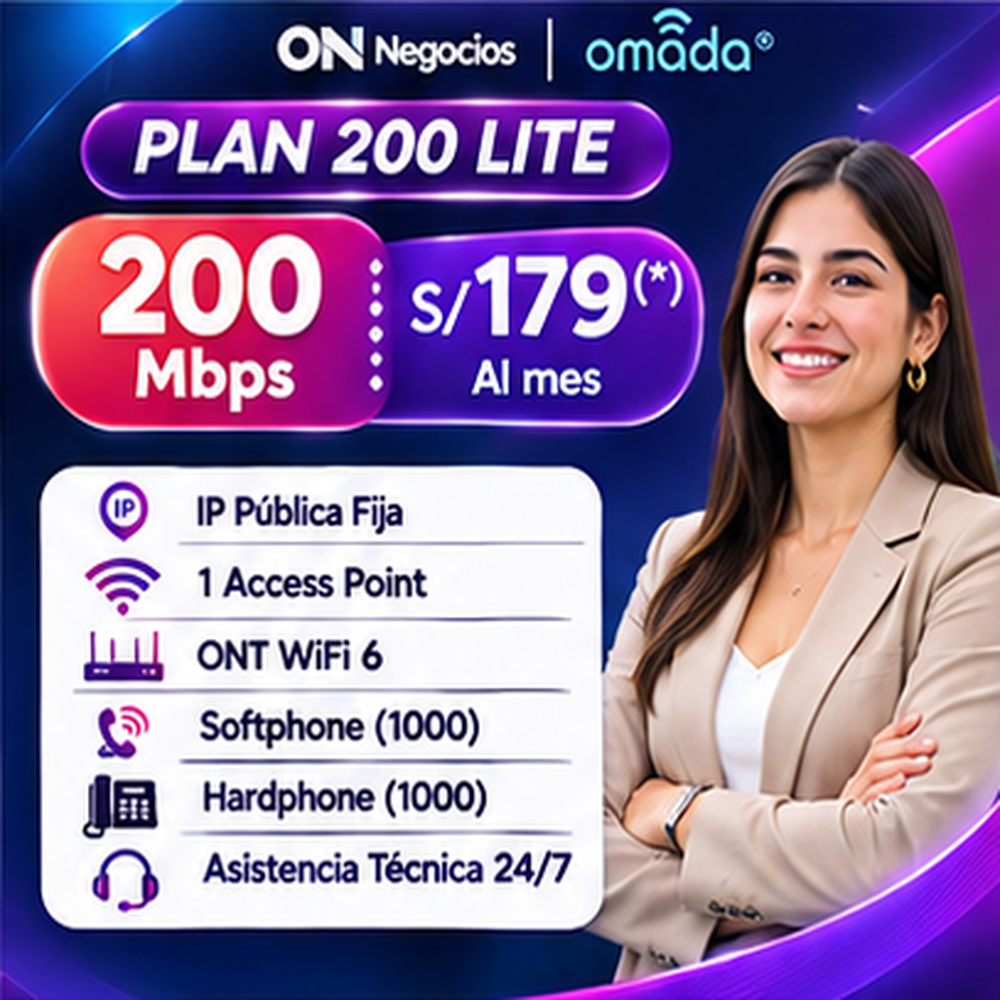 ON Negocios | omada
PLAN 200 LITE
200
Mbps
S/179(*)
Al mes
IP
IP Pública Fija
1 Access Point
ONT WiFi 6
Softphone (1000)
Hardphone (1000)
Asistencia Técnica 24/7